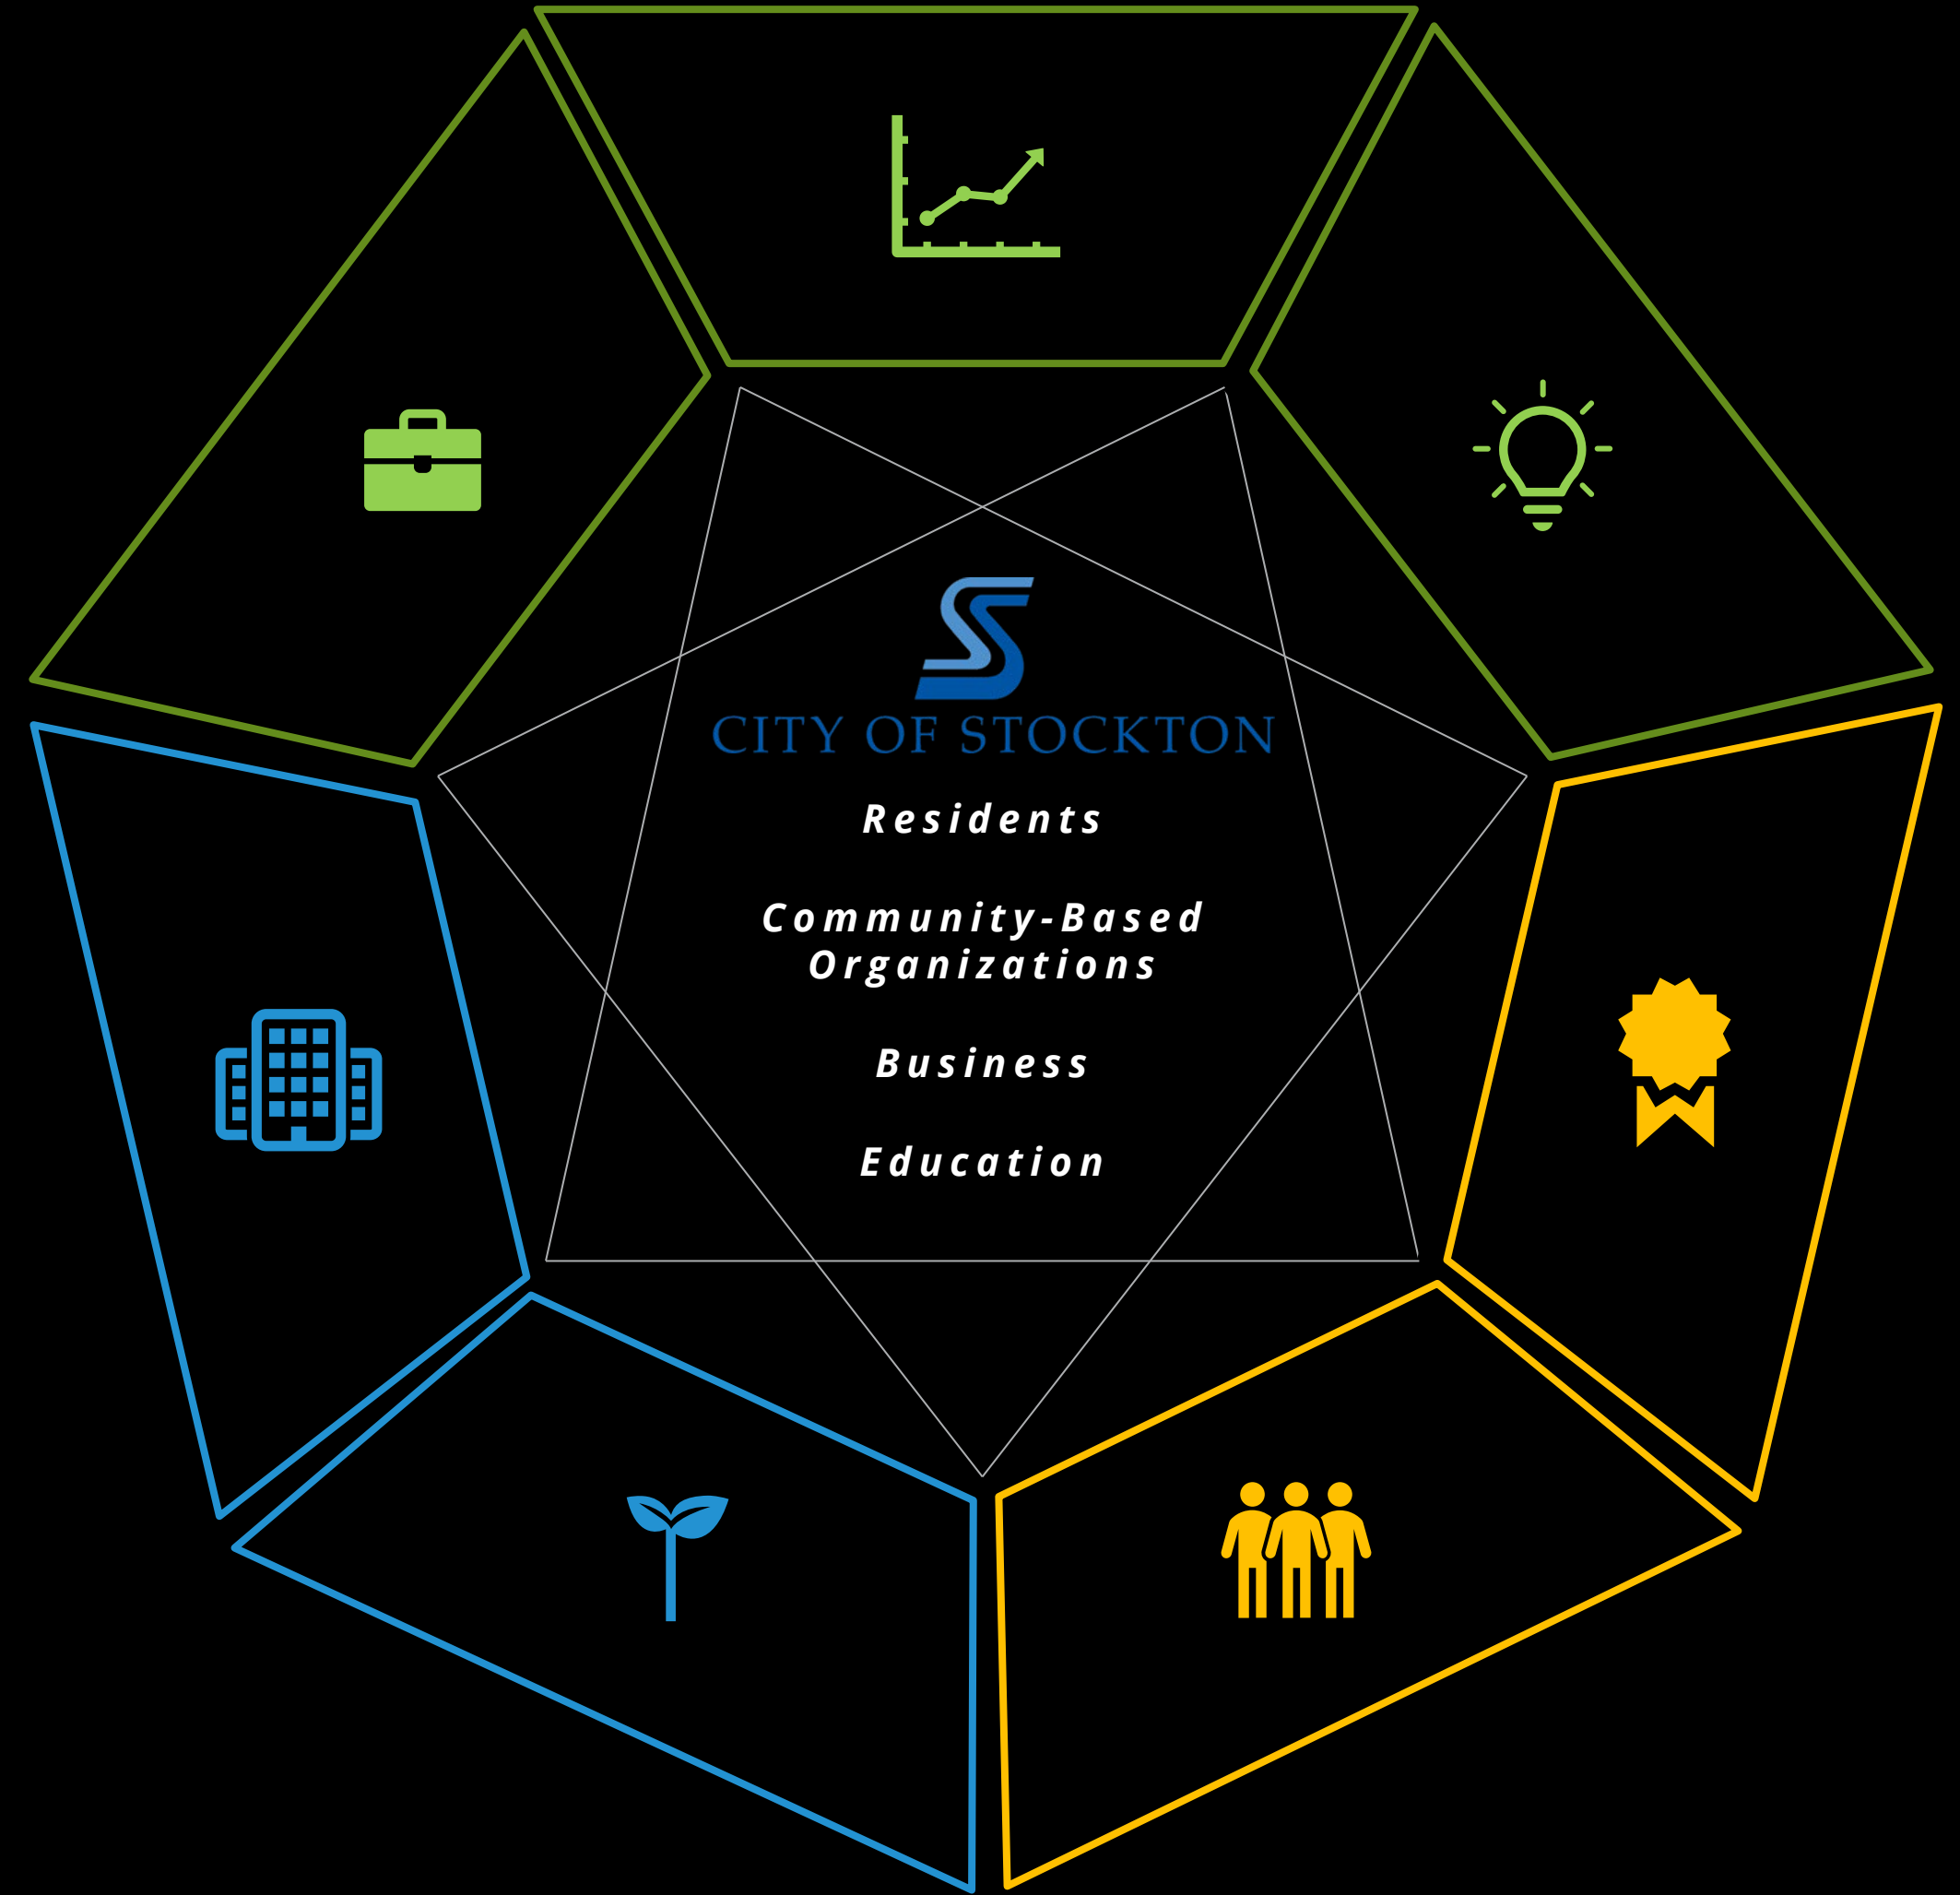 CITY OF STOCKTON
Residents
Community-Based
Organizations
Business
Education